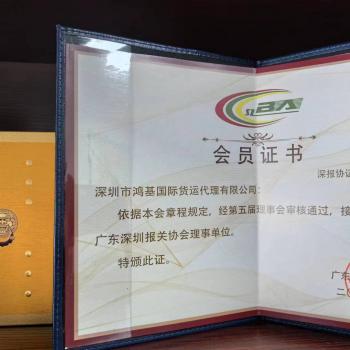 会员证书
深报协证
深圳市鸿基国际货运代理有限公司:
依据本会章程规定，经第五届理事会审核通过，接
广东深圳报关协会理事单位。
特颁此证。
广东
二